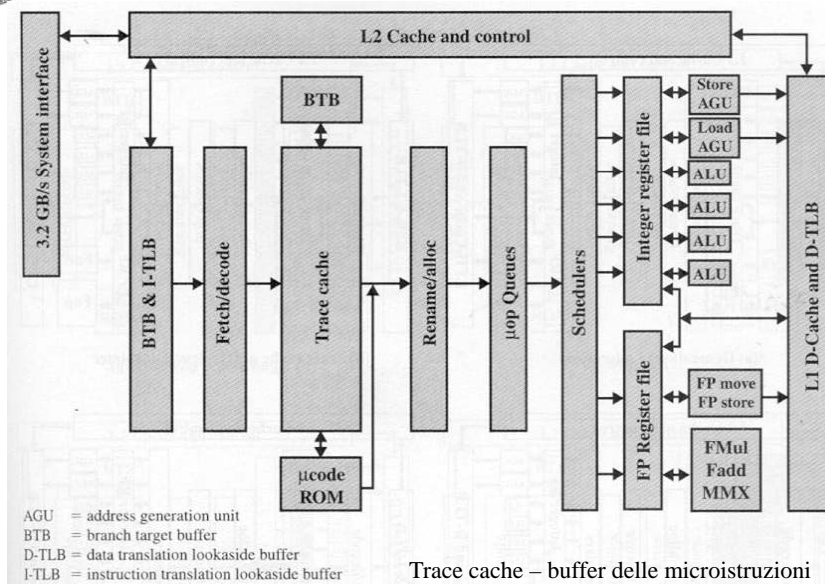 L2 Cache and control
3.2 GB/s System interface
BTB
Store
AGU
Load
AGU
ALU
ALU
ALU
ALU
BTB & I-TLB
Fetch/decode
Trace cache
Rename/alloc
µop Queues
Schedulers
Integer register file
FP Register file
L1 D-Cache and D-TLB
FP move
FP store
FMul
Fadd
MMX
µcode
ROM
AGU = address generation unit
BTB = branch target buffer
D-TLB = data translation lookaside buffer
I-TLB = instruction translation lookaside buffer
Trace cache – buffer delle microistruzioni